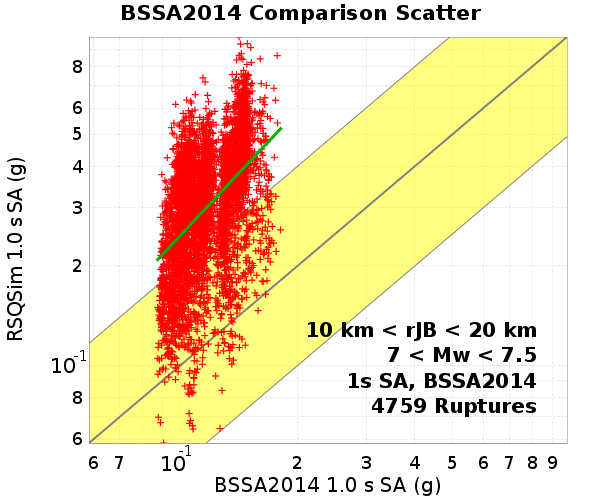 BSSA2014 Comparison Scatter
RSQSim 1.0 s SA (g)
8
6
5
4
3
2
10-1
8
6
10 km < rJB < 20 km
7 < Mw < 7.5
1s SA, BSSA2014
4759 Ruptures
6 7 10-1 2 3 4 5 6 7 8 9
BSSA2014 1.0 s SA (g)